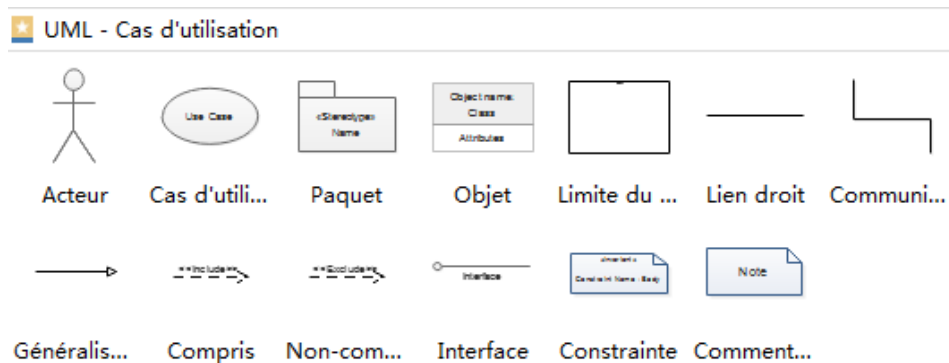 UML - Cas d'utilisation
Use Case
«Stereotype»
Name
Object name:
Class
Attributes
Acteur
Cas d'utili...
Paquet
Objet
Limite du ...
Lien droit
Communi...
**Include**
**Exclude**
Interface
Constraint Name : Body
Note
Généralis...
Compris
Non-com...
Interface
Constrainte
Comment...